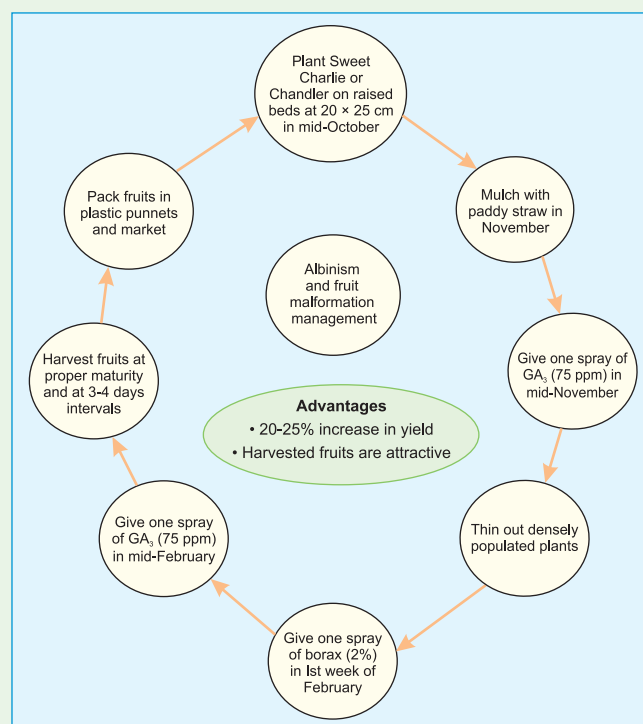 Plant Sweet
Charlie or
Chandler on raised
beds at 20 × 25 cm
in mid-October
Mulch with
paddy straw in
November
Give one spray of
GA₃ (75 ppm) in
mid-November
Thin out densely
populated plants
Give one spray
of borax (2%)
in Ist week of
February
Give one spray
of GA₃ (75 ppm)
in mid-February
Harvest fruits at
proper maturity
and at 3-4 days
intervals
Pack fruits in
plastic punnets
and market
Albinism
and fruit
malformation
management
Advantages
• 20-25% increase in yield
• Harvested fruits are attractive